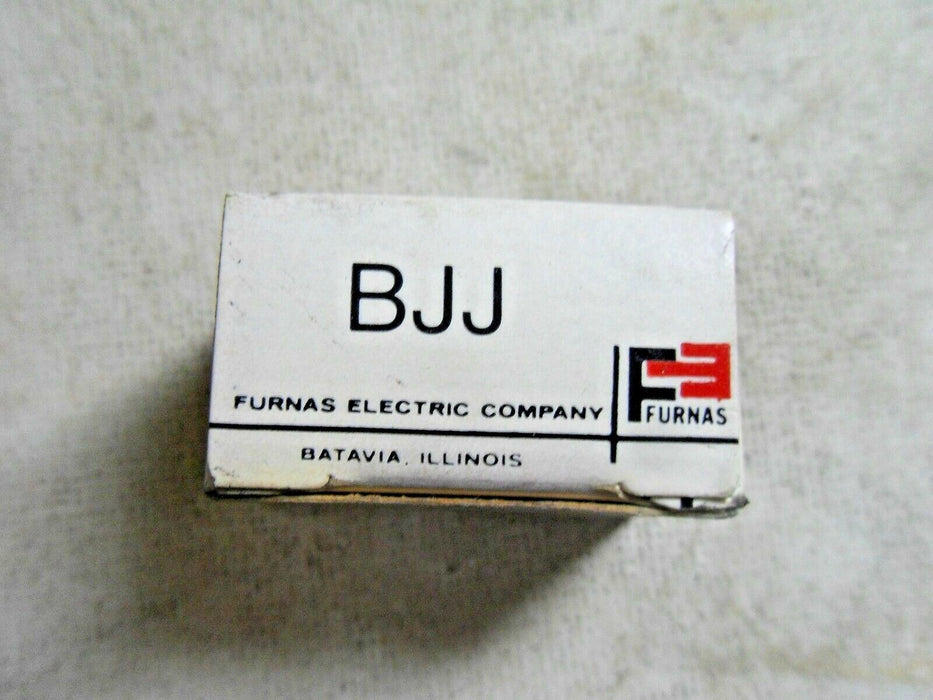 BJJ
FURNAS ELECTRIC COMPANY
FURNAS
BATAVIA, ILLINOIS